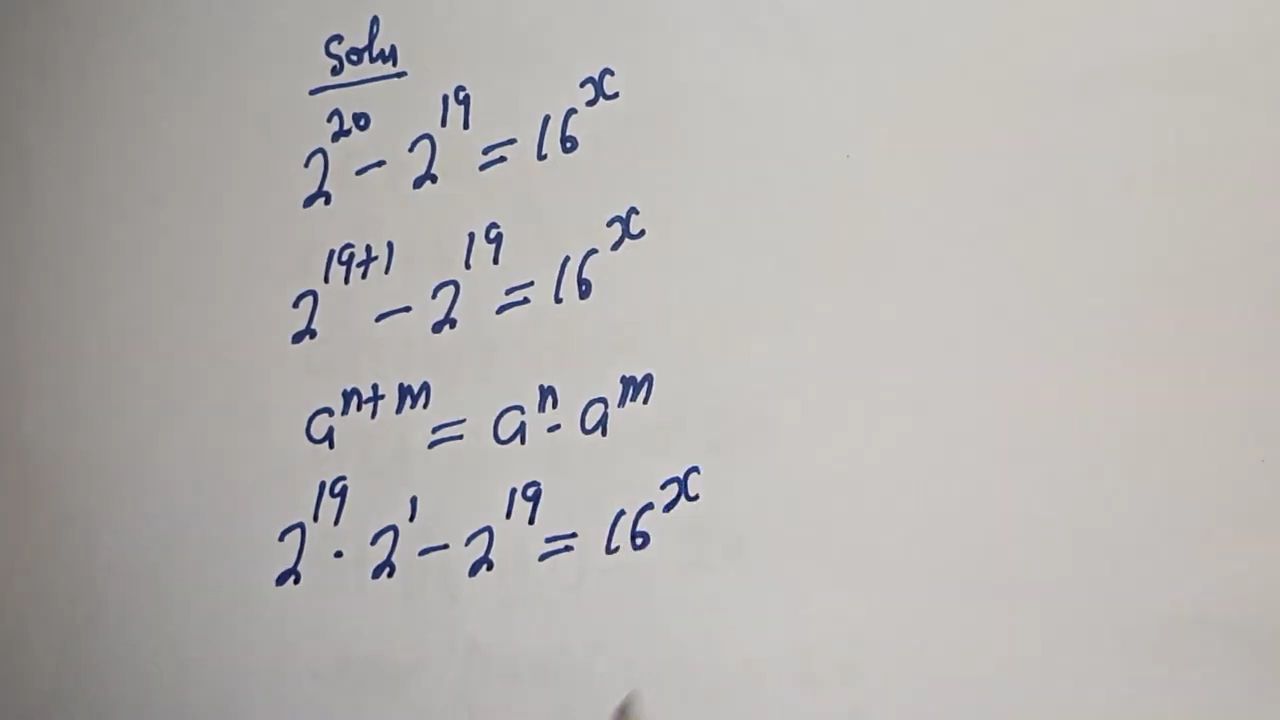 Soln
2^20 - 2^19 = 16^x
2^19+1 - 2^19 = 16^x
a^n+m = a^n · a^m
2^19 · 2^1 - 2^19 = 16^x